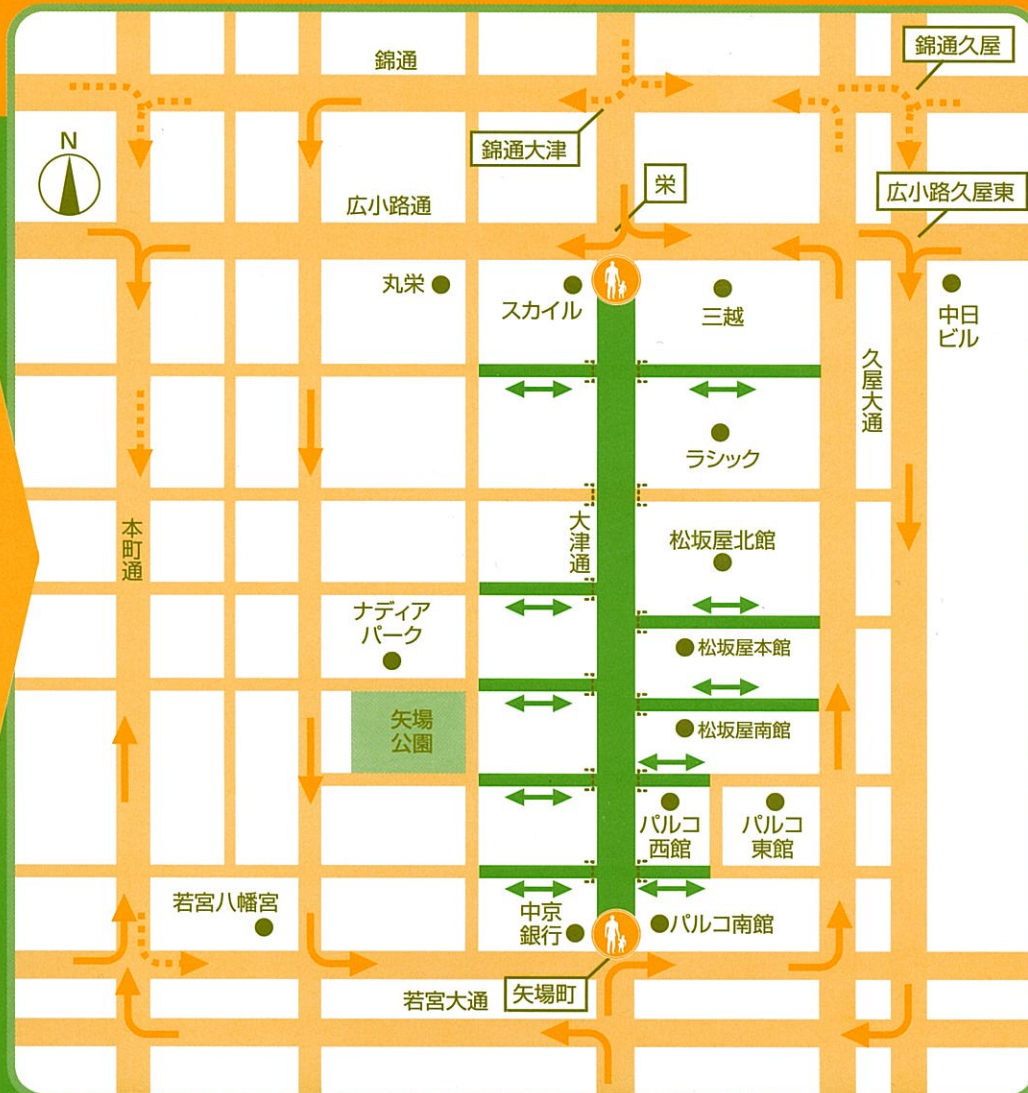 錦通
錦通久屋
N
錦通大津
栄
広小路通
広小路久屋東
丸栄
スカイル
三越
中日
ビル
久屋大通
ラシック
大津通
本町通
松坂屋北館
ナディア
パーク
松坂屋本館
矢場
公園
松坂屋南館
パルコ
西館
パルコ
東館
若宮八幡宮
中京
銀行
パルコ南館
若宮大通
矢場町